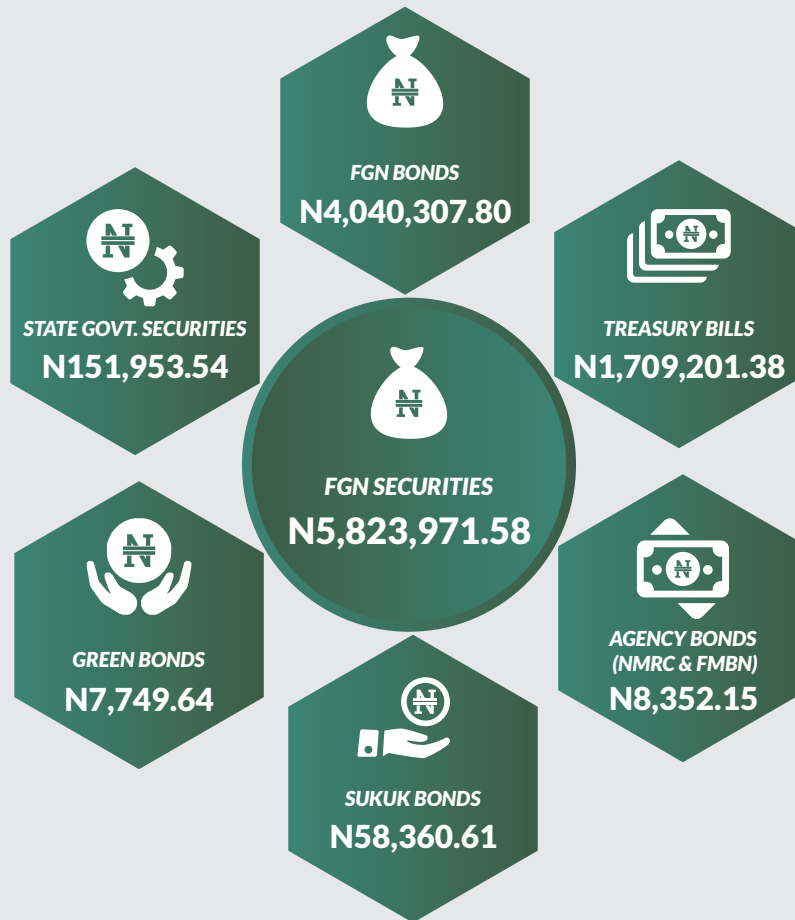 FGN BONDS
N4,040,307.80
STATE GOVT. SECURITIES
N151,953.54
TREASURY BILLS
N1,709,201.38
FGN SECURITIES
N5,823,971.58
GREEN BONDS
N7,749.64
AGENCY BONDS
(NMRC & FMBN)
N8,352.15
SUKUK BONDS
N58,360.61